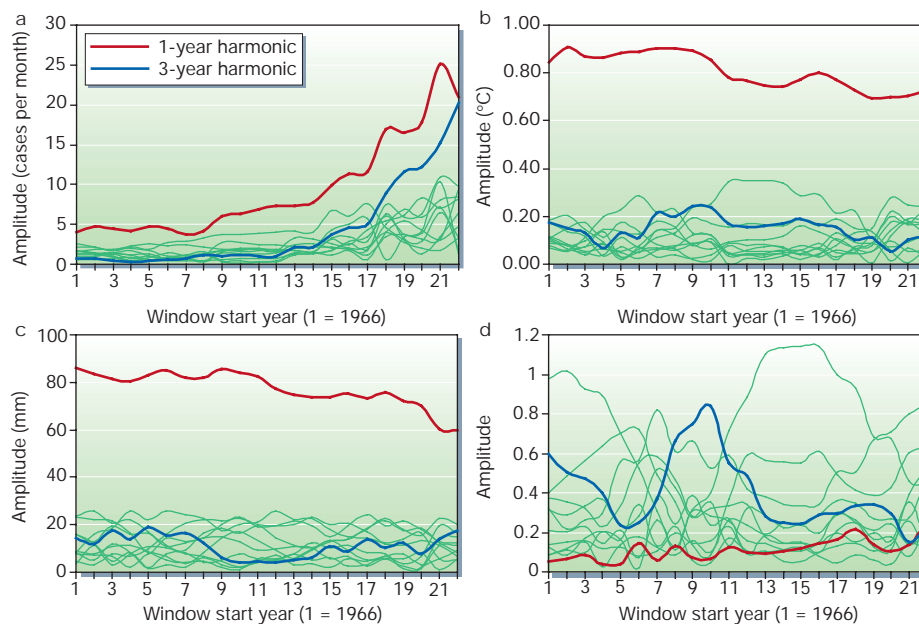 a
30
25
20
15
10
5
0
Amplitude (cases per month)
1-year harmonic
3-year harmonic
1 3 5 7 9 11 13 15 17 19 21
Window start year (1 = 1966)
b
1.00
0.80
0.60
0.40
0.20
0.00
Amplitude (°C)
1 3 5 7 9 11 13 15 17 19 21
Window start year (1 = 1966)
c
100
80
60
40
20
0
Amplitude (mm)
1 3 5 7 9 11 13 15 17 19 21
Window start year (1 = 1966)
d
1.2
1
0.8
0.6
0.4
0.2
0
Amplitude
1 3 5 7 9 11 13 15 17 19 21
Window start year (1 = 1966)